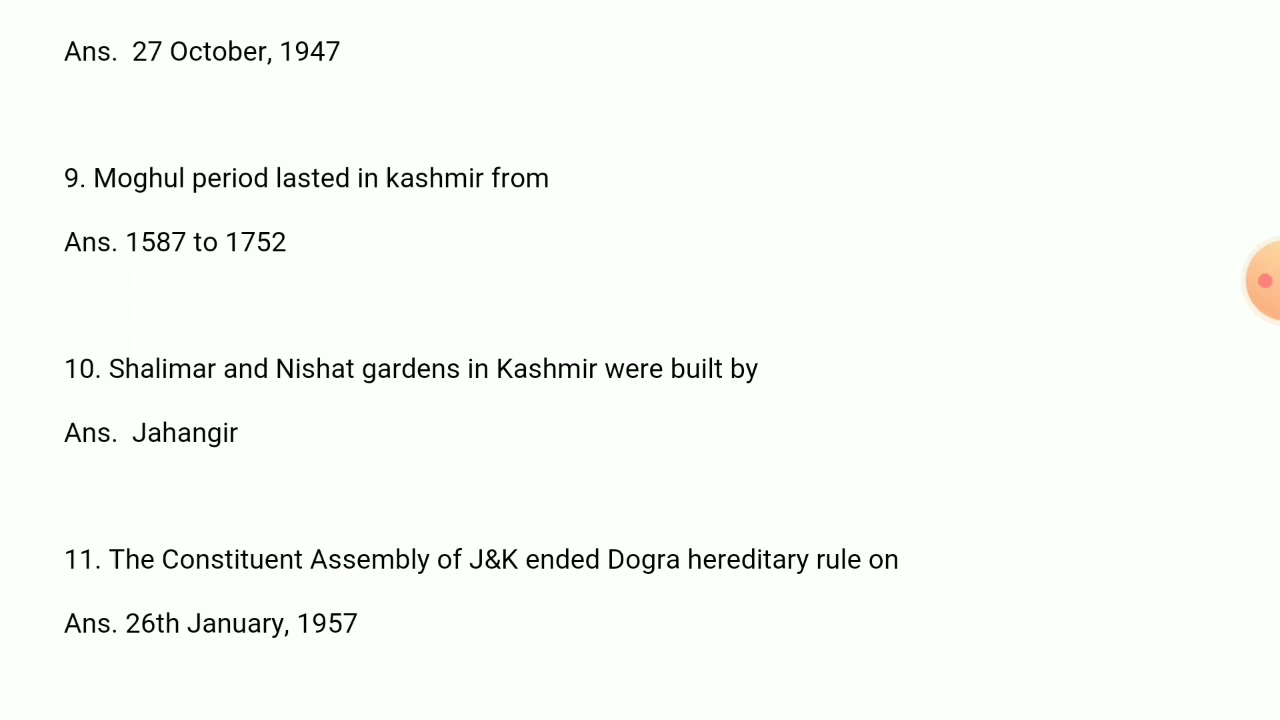 Ans.  27 October, 1947
9. Moghul period lasted in kashmir from
Ans. 1587 to 1752
10. Shalimar and Nishat gardens in Kashmir were built by
Ans.  Jahangir
11. The Constituent Assembly of J&K ended Dogra hereditary rule on
Ans. 26th January, 1957